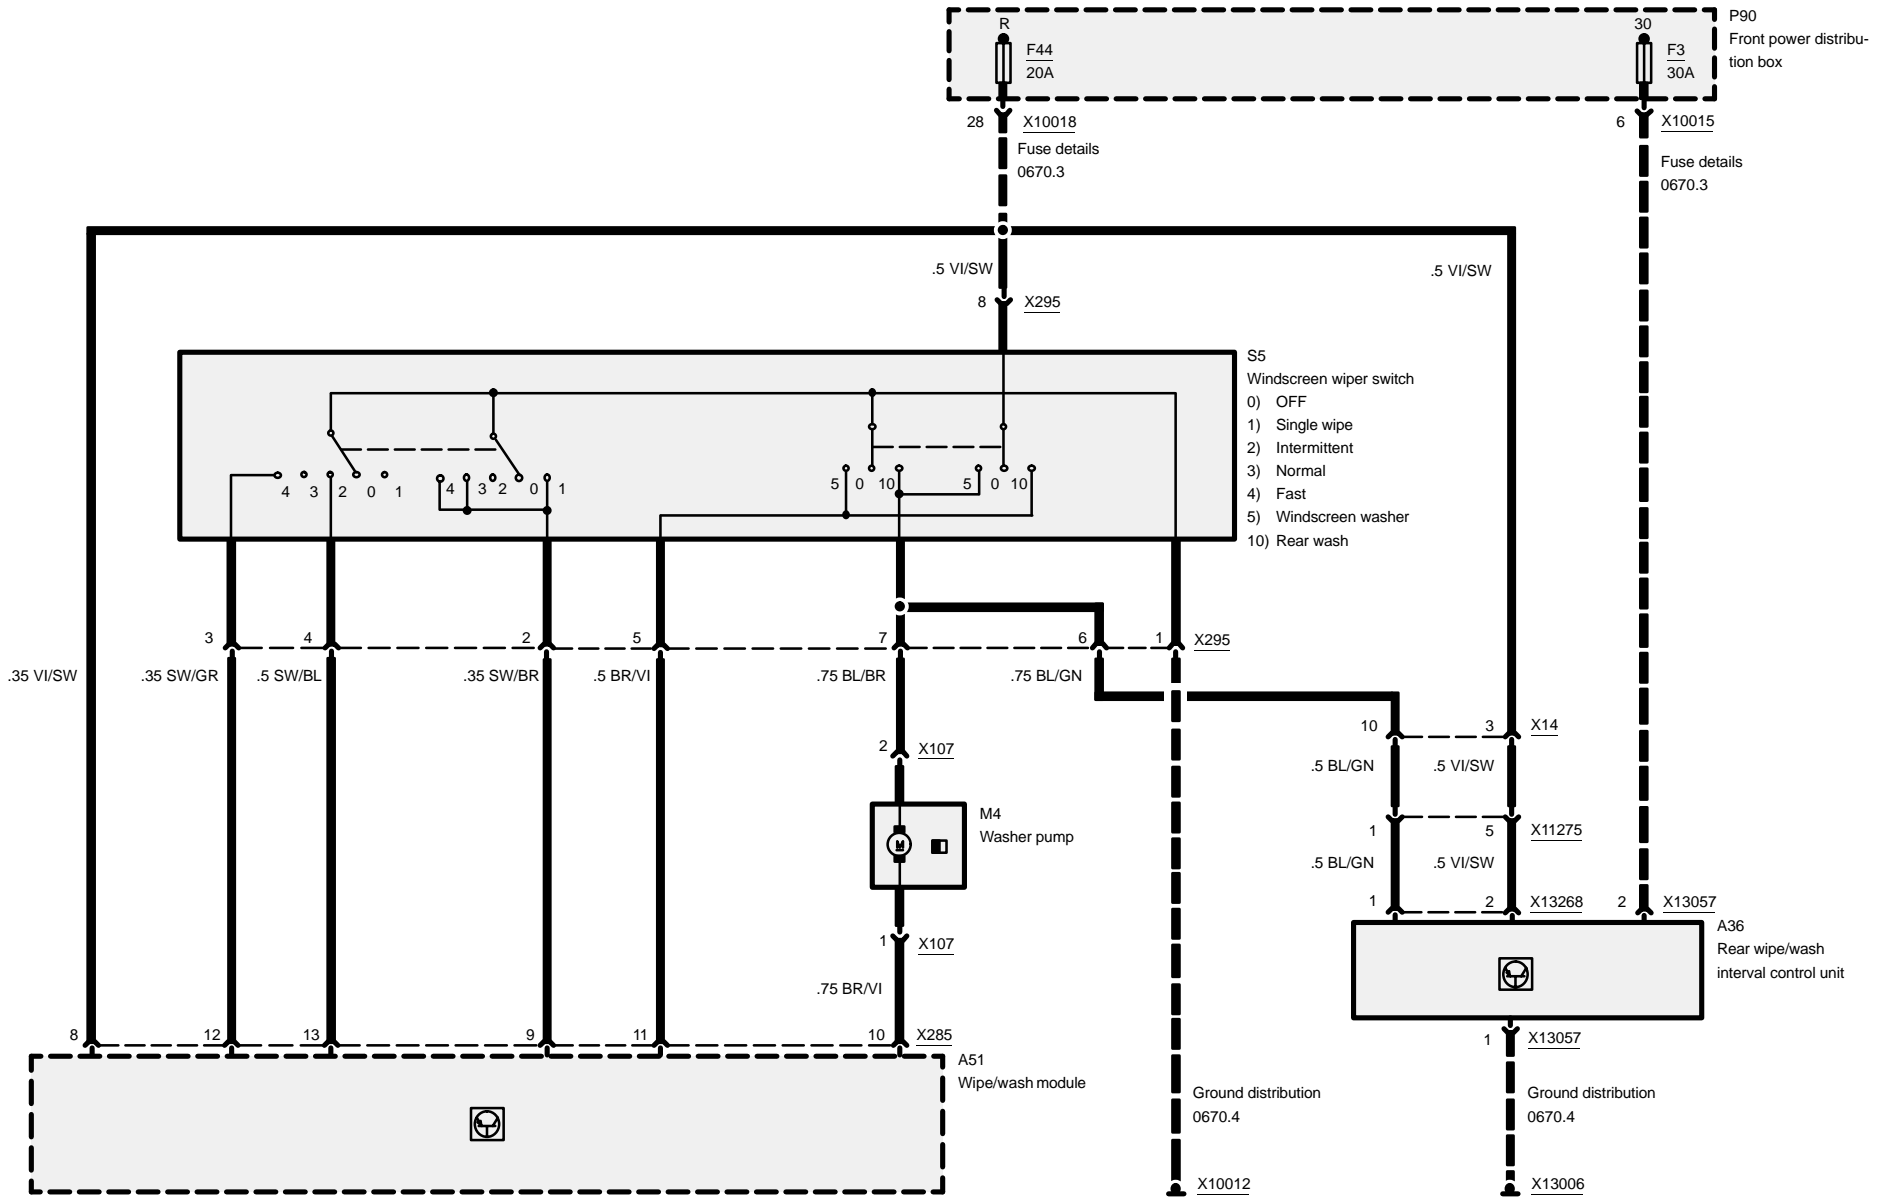 R
F44
20A
30
F3
30A
P90
Front power distribu-
tion box
28
X10018
Fuse details
0670.3
6
X10015
Fuse details
0670.3
.5 VI/SW
.5 VI/SW
8
X295
S5
Windscreen wiper switch
0) OFF
1) Single wipe
2) Intermittent
3) Normal
4) Fast
5) Windscreen washer
10) Rear wash
4 3 2 0 1
4 3 2 0 1
5 0 10
5 0 10
3
4
2
5
7
6
1
X295
.35 VI/SW
.35 SW/GR
.5 SW/BL
.35 SW/BR
.5 BR/VI
.75 BL/BR
.75 BL/GN
10
3
X14
2
X107
.5 BL/GN
.5 VI/SW
M4
Washer pump
M
1
5
X11275
.5 BL/GN
.5 VI/SW
1
2
X13268
2
X13057
A36
Rear wipe/wash
interval control unit
1
X107
.75 BR/VI
8
12
13
9
11
10
X285
1
X13057
A51
Wipe/wash module
Ground distribution
0670.4
Ground distribution
0670.4
X10012
X13006